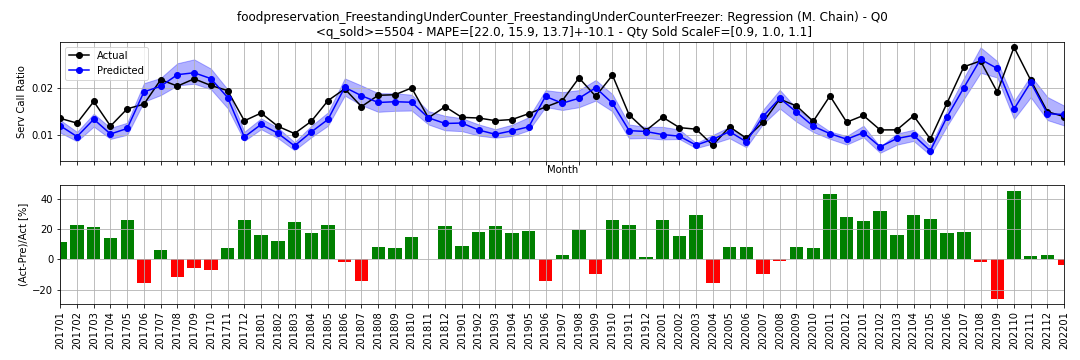 foodpreservation_FreestandingUnderCounter_FreestandingUnderCounterFreezer: Regression (M. Chain) - Q0
<q_sold>=5504 - MAPE=[22.0, 15.9, 13.7]+-10.1 - Qty Sold ScaleF=[0.9, 1.0, 1.1]
Actual
Predicted
Serv Call Ratio
0.02
0.01
Month
(Act-Pre)/Act [%]
40
20
0
−20
201701 201702 201703 201704 201705 201706 201707 201708 201709 201710 201711 201712 201801 201802 201803 201804 201805 201806 201807 201808 201809 201810 201811 201812 201901 201902 201903 201904 201905 201906 201907 201908 201909 201910 201911 201912 202001 202002 202003 202004 202005 202006 202007 202008 202009 202010 202011 202012 202101 202102 202103 202104 202105 202106 202107 202108 202109 202110 202111 202112 202201